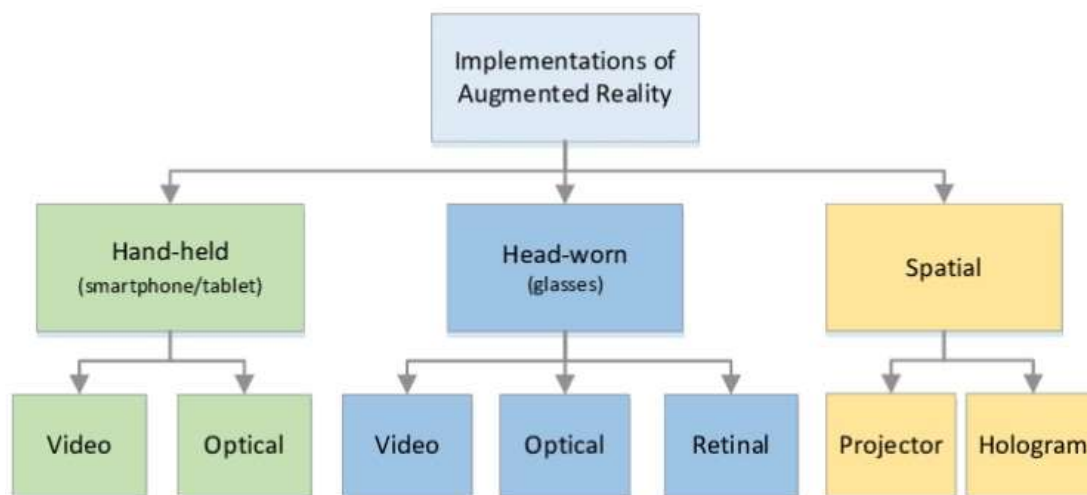 Implementations of
Augmented Reality
Hand-held
(smartphone/tablet)
Head-worn
(glasses)
Spatial
Video
Optical
Video
Optical
Retinal
Projector
Hologram